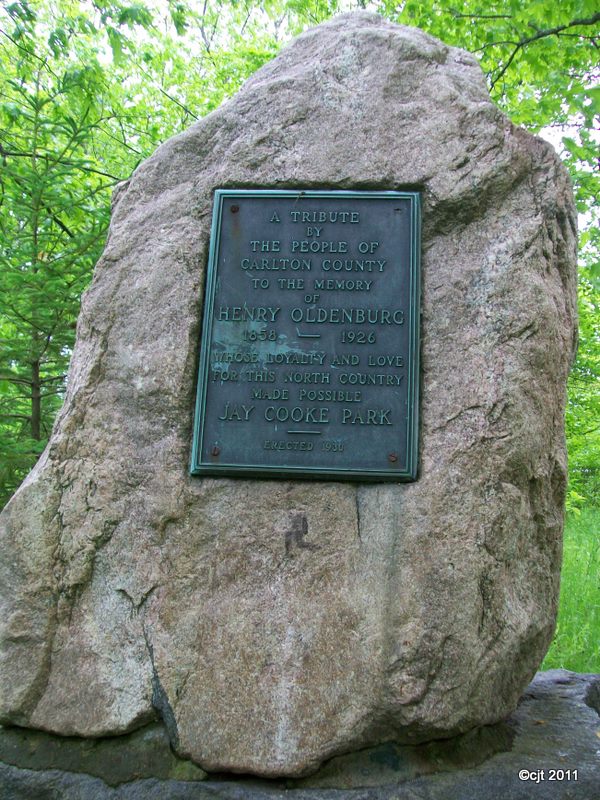 A TRIBUTE
BY
THE PEOPLE OF
CARLTON COUNTY
TO THE MEMORY
OF
HENRY OLDENBURG
1858 — 1926
WHOSE LOYALTY AND LOVE
FOR THIS NORTH COUNTRY
MADE POSSIBLE
JAY COOKE PARK
ERECTED
©cjt 2011